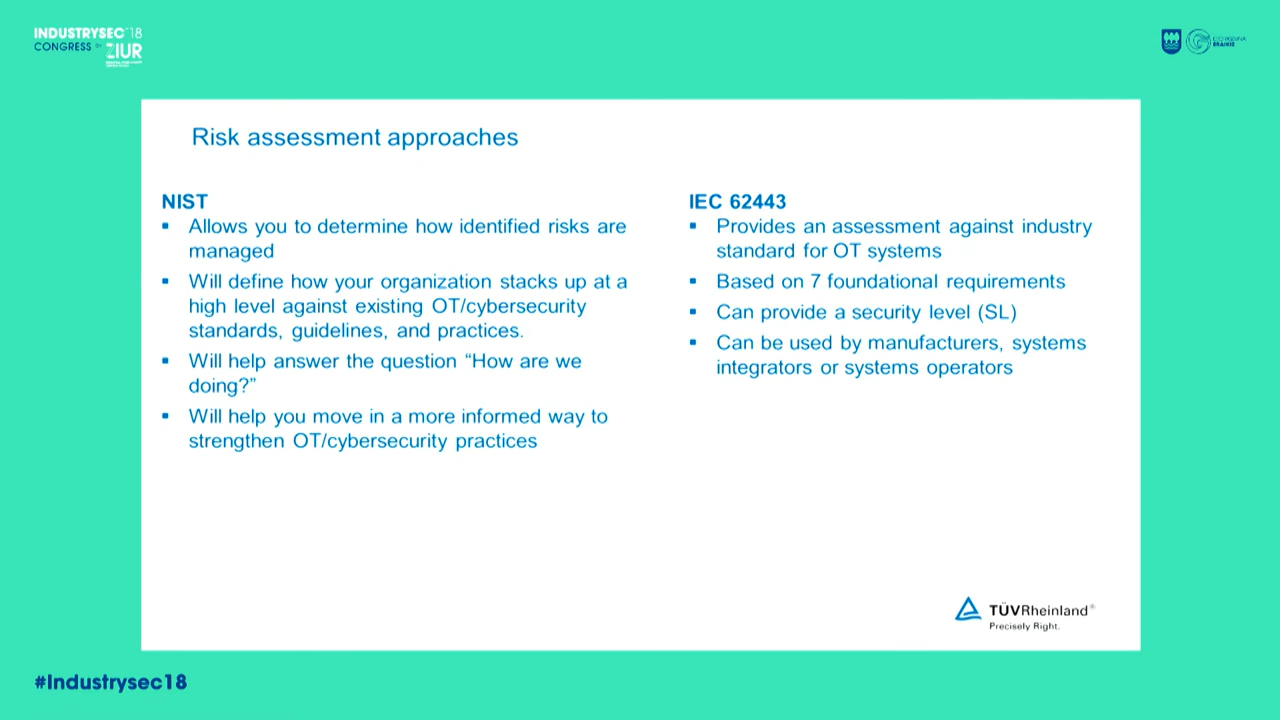 INDUSTRYSEC'18
CONGRESS BY ZIUR
Risk assessment approaches
NIST
▪ Allows you to determine how identified risks are
managed
▪ Will define how your organization stacks up at a
high level against existing OT/cybersecurity
standards, guidelines, and practices.
▪ Will help answer the question “How are we
doing?”
▪ Will help you move in a more informed way to
strengthen OT/cybersecurity practices
IEC 62443
▪ Provides an assessment against industry
standard for OT systems
▪ Based on 7 foundational requirements
▪ Can provide a security level (SL)
▪ Can be used by manufacturers, systems
integrators or systems operators
TÜVRheinland®
Precisely Right.
#Industrysec18